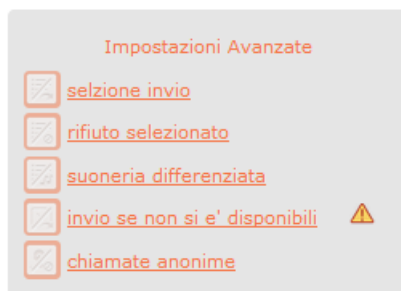 Impostazioni Avanzate
selzione invio
rifiuto selezionato
suoneria differenziata
invio se non si e' disponibili
chiamate anonime